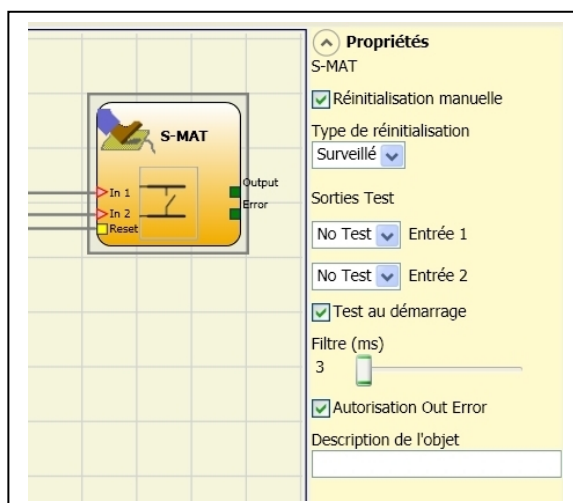 S-MAT
In 1
In 2
Reset
Output
Error
Propriétés
S-MAT
Réinitialisation manuelle
Type de réinitialisation
Surveillé
Sorties Test
No Test Entrée 1
No Test Entrée 2
Test au démarrage
Filtre (ms)
3
Autorisation Out Error
Description de l'objet